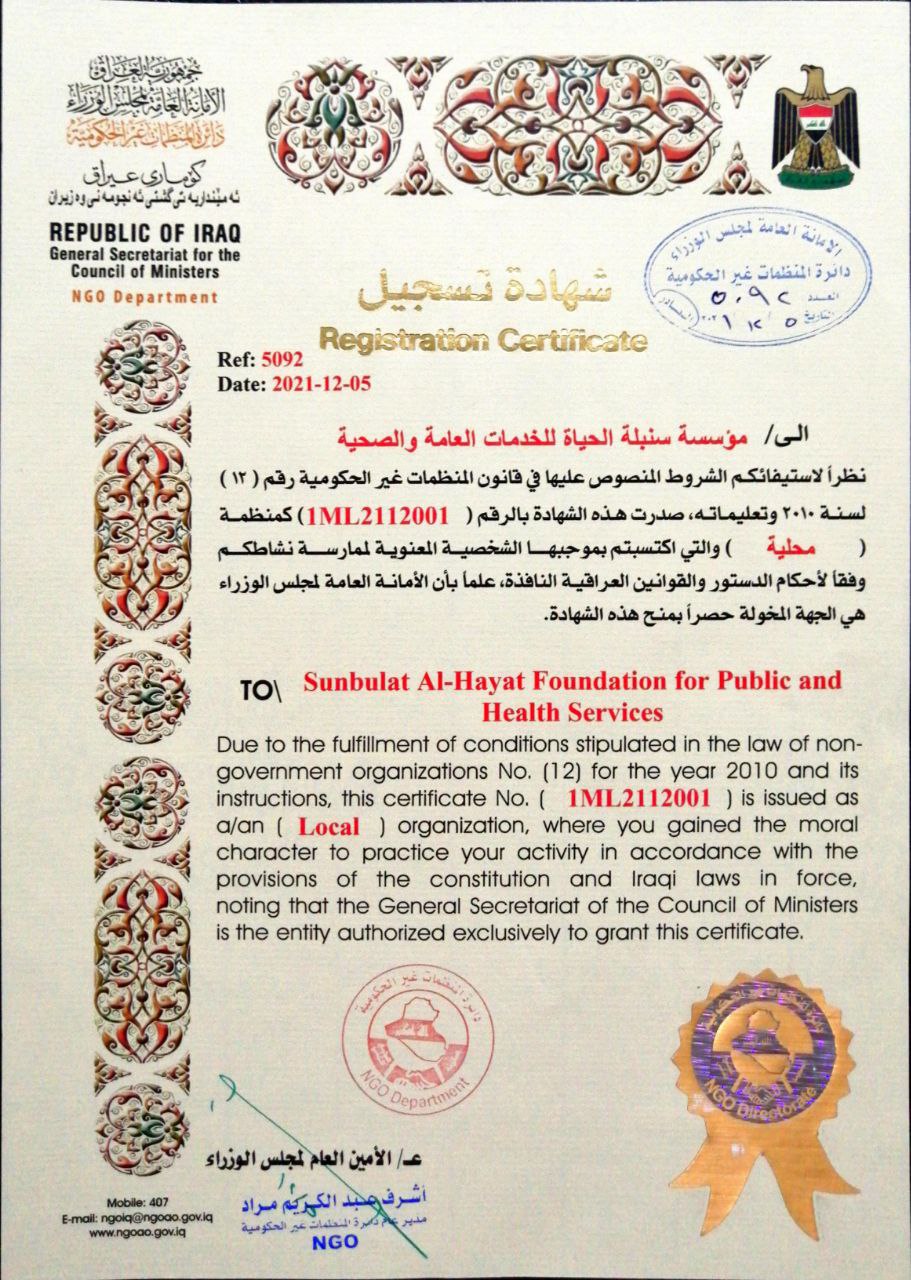 جمهورية العراق
الأمانة العامة لمجلس الوزراء
دائرة المنظمات غير الحكومية
كۆماری عیراق
ئه مینداریه تی گشتی ئه نجومه نی وه زیران
REPUBLIC OF IRAQ
General Secretariat for the
Council of Ministers
NGO Department
الامانة العامة لمجلس الوزراء
دائرة المنظمات غير الحكومية
العدد ٥٠٩٢
التاريخ ٥ / ١٢ / ٢٠٢١
الصادر
شهادة تسجيل
Registration Certificate
Ref: 5092
Date: 2021-12-05
الى/ مؤسسة سنبلة الحياة للخدمات العامة والصحية
نظراً لاستيفائكم الشروط المنصوص عليها في قانون المنظمات غير الحكومية رقم ( ١٢ )
لسنة ٢٠١٠ وتعليماته، صدرت هذه الشهادة بالرقم ( 1ML2112001 ) كمنظمة
( محلية ) والتي اكتسبتم بموجبها الشخصية المعنوية لممارسة نشاطكم
وفقاً لأحكام الدستور والقوانين العراقية النافذة، علماً بأن الأمانة العامة لمجلس الوزراء
هي الجهة المخولة حصراً بمنح هذه الشهادة.
TO\ Sunbulat Al-Hayat Foundation for Public and
Health Services
Due to the fulfillment of conditions stipulated in the law of non-
government organizations No. (12) for the year 2010 and its
instructions, this certificate No. ( 1ML2112001 ) is issued as
a/an ( Local ) organization, where you gained the moral
character to practice your activity in accordance with the
provisions of the constitution and Iraqi laws in force,
noting that the General Secretariat of the Council of Ministers
is the entity authorized exclusively to grant this certificate.
دائرة المنظمات غير الحكومية
NGO Department
NGO Directorate
عـ/ الأمين العام لمجلس الوزراء
أشرف عبد الكريم مراد
مدير عام دائرة المنظمات غير الحكومية
NGO
Mobile: 407
E-mail: ngoiq@ngoao.gov.iq
www.ngoao.gov.iq